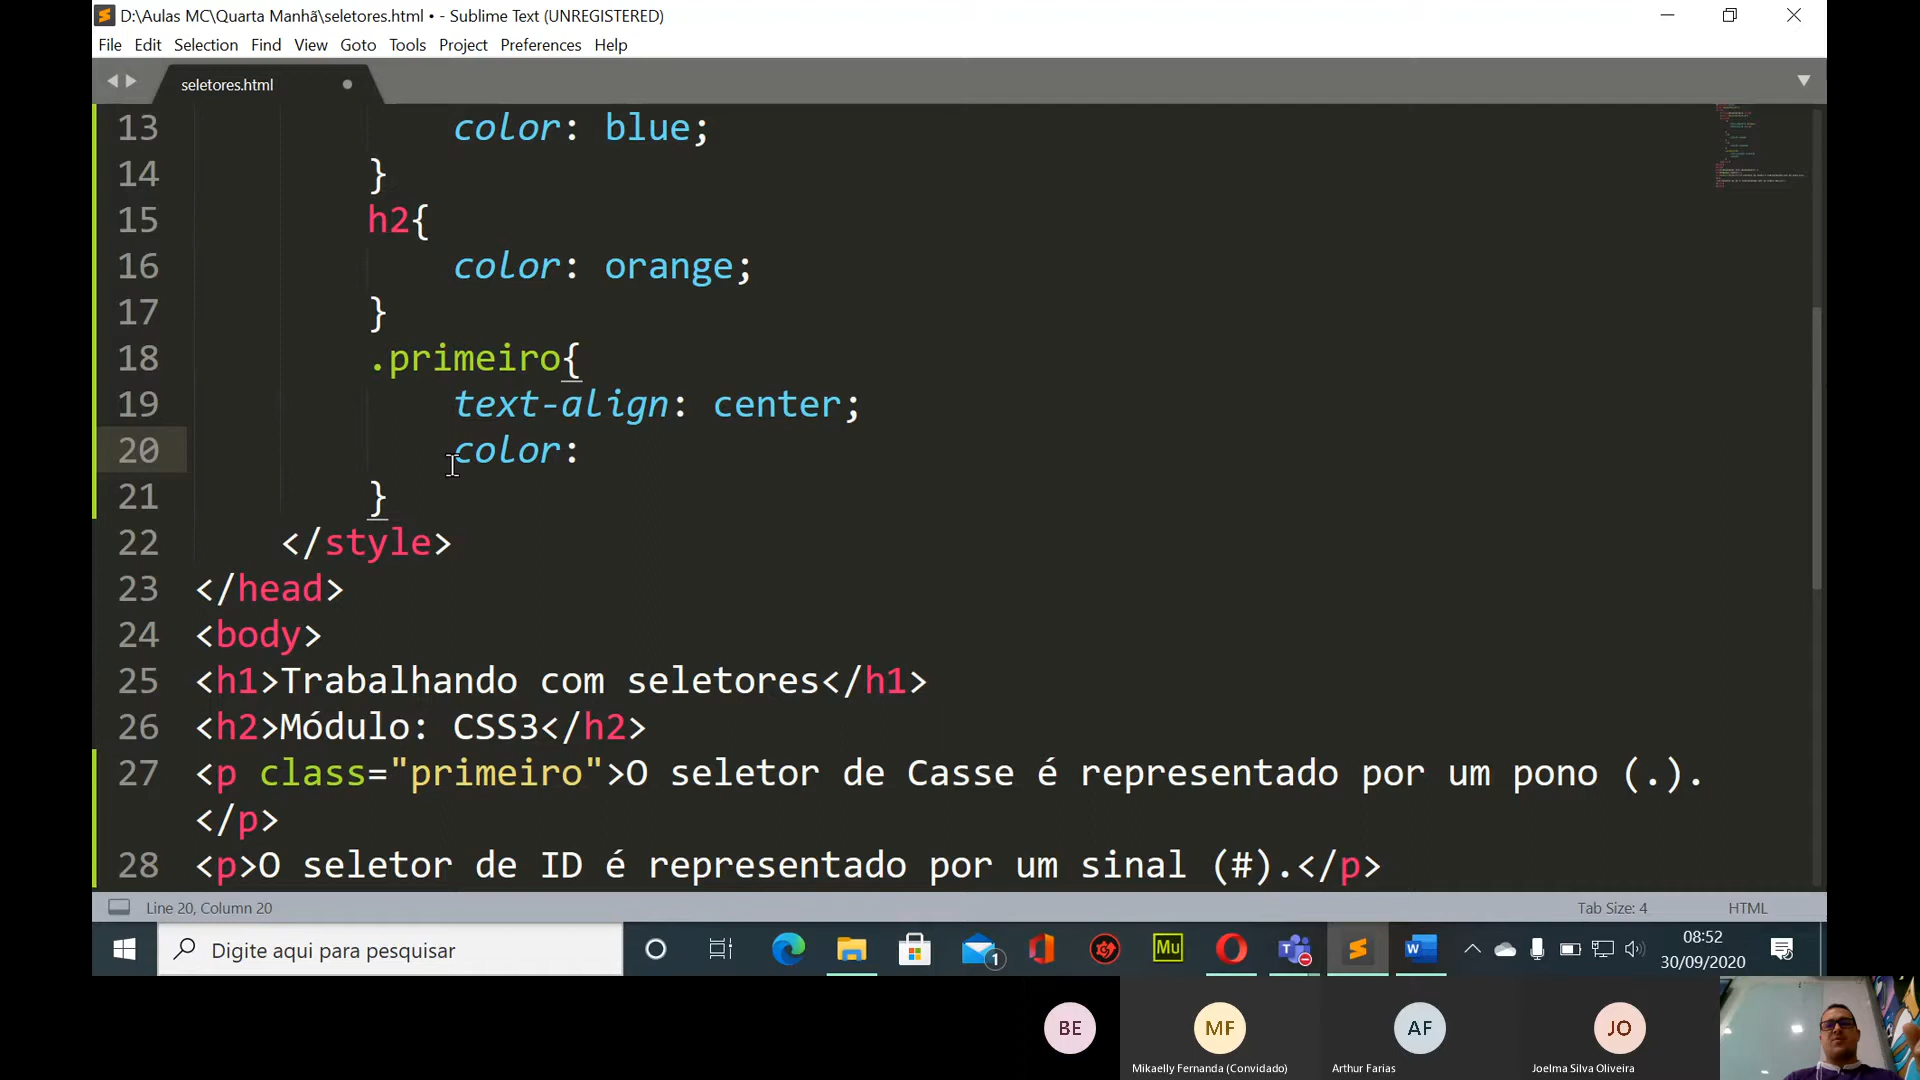 D:\Aulas MC\Quarta Manhã\seletores.html • - Sublime Text (UNREGISTERED)
File Edit Selection Find View Goto Tools Project Preferences Help
seletores.html
13 color: blue;
14 }
15 h2{
16 color: orange;
17 }
18 .primeiro{
19 text-align: center;
20 color:
21 }
22 </style>
23 </head>
24 <body>
25 <h1>Trabalhando com seletores</h1>
26 <h2>Módulo: CSS3</h2>
27 <p class="primeiro">O seletor de Casse é representado por um pono (.).
</p>
28 <p>O seletor de ID é representado por um sinal (#).</p>
Line 20, Column 20 Tab Size: 4 HTML
Digite aqui para pesquisar
1
Mu
08:52
30/09/2020
BE MF AF JO
Mikaelly Fernanda (Convidado) Arthur Farias Joelma Silva Oliveira